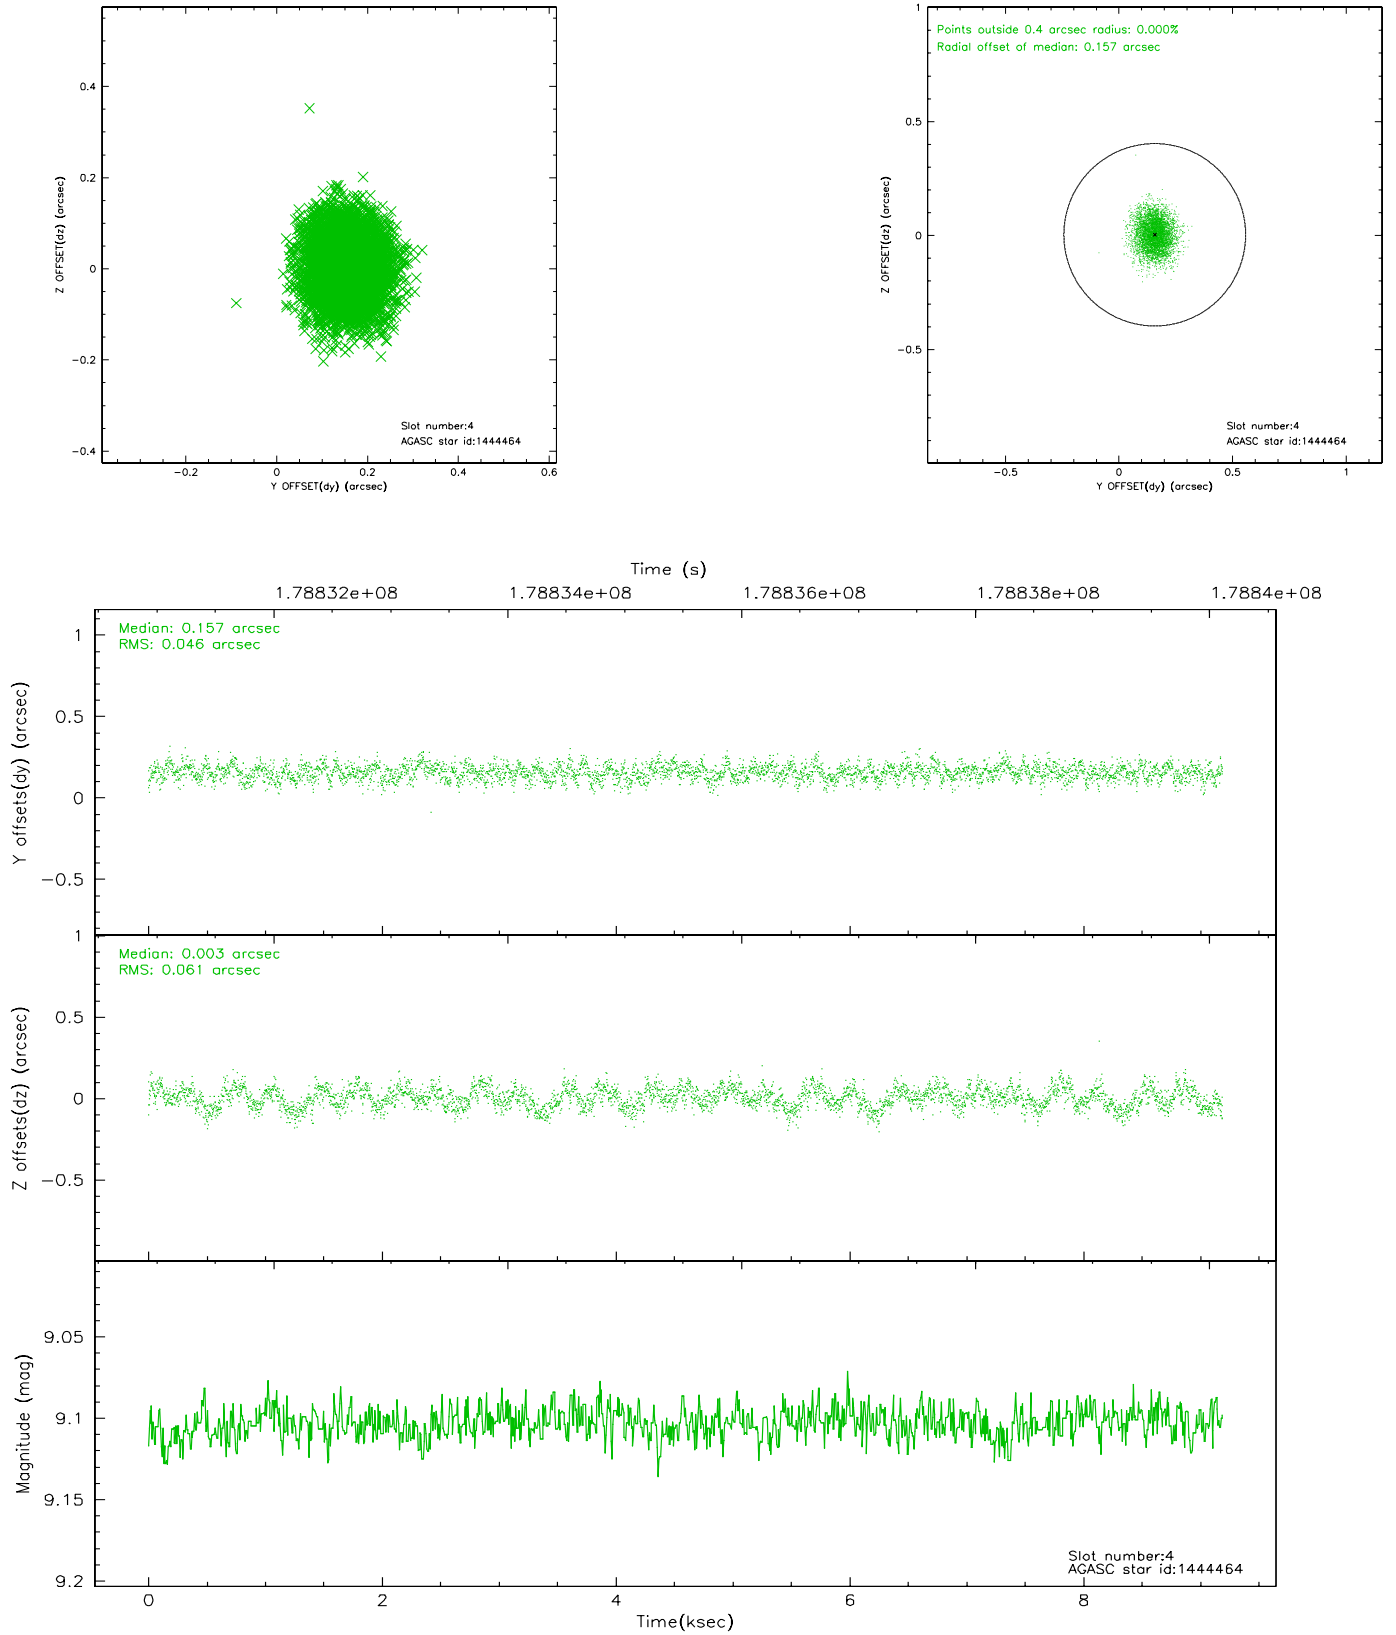 0.4
0.2
0
−0.2
−0.4
Z OFFSET(dz) (arcsec)
Slot number:4
AGASC star id:1444464
−0.2 0 0.2 0.4 0.6
Y OFFSET(dy) (arcsec)
Points outside 0.4 arcsec radius: 0.000%
Radial offset of median: 0.157 arcsec
1
0.5
0
−0.5
Z OFFSET(dz) (arcsec)
Slot number:4
AGASC star id:1444464
−0.5 0 0.5 1
Y OFFSET(dy) (arcsec)
Time (s)
1.78832e+08 1.78834e+08 1.78836e+08 1.78838e+08 1.7884e+08
Median: 0.157 arcsec
RMS: 0.046 arcsec
1
0.5
0
−0.5
Y offsets(dy) (arcsec)
Median: 0.003 arcsec
RMS: 0.061 arcsec
1
0.5
0
−0.5
Z offsets(dz) (arcsec)
9.05
9.1
9.15
9.2
Magnitude (mag)
Slot number:4
AGASC star id:1444464
0 2 4 6 8
Time(ksec)